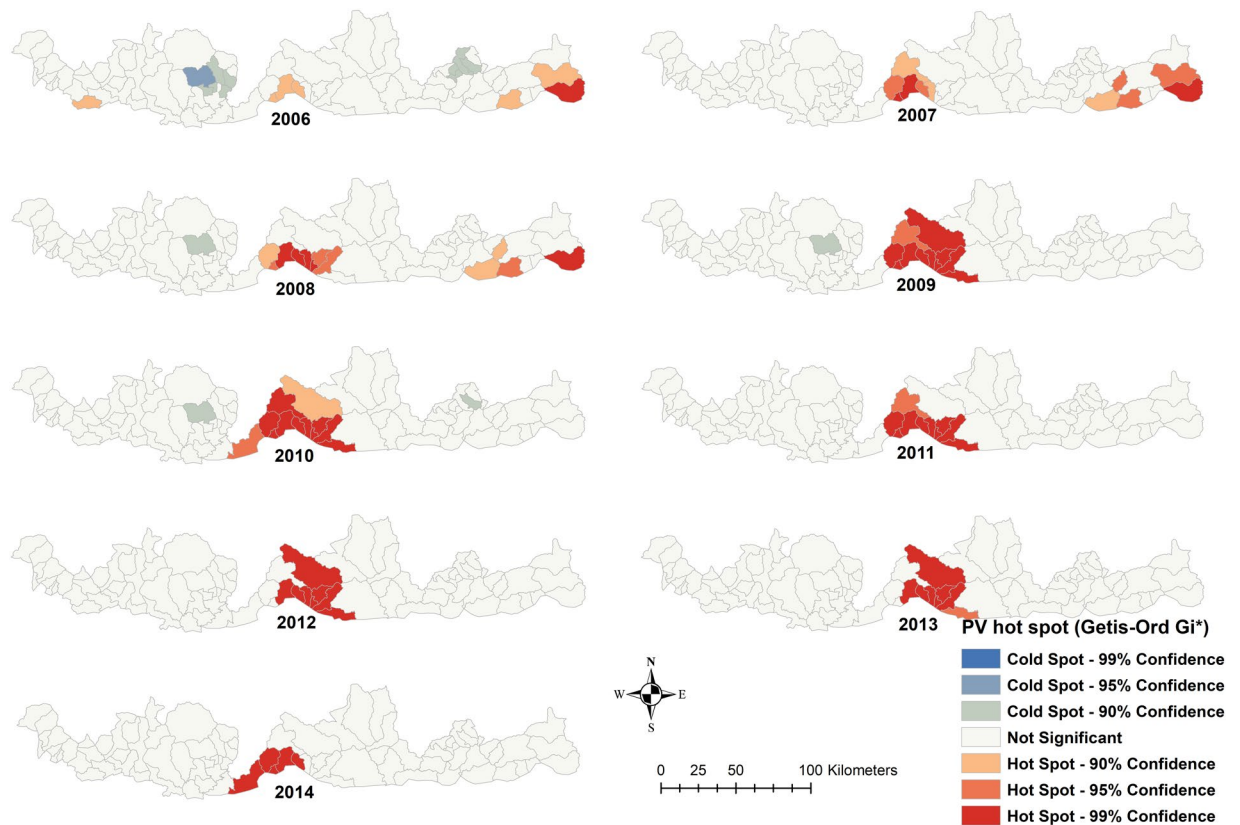 2006
2007
2008
2009
2010
2011
2012
2013
2014
N
W E
S
0 25 50 100 Kilometers
PV hot spot (Getis-Ord Gi*)
Cold Spot - 99% Confidence
Cold Spot - 95% Confidence
Cold Spot - 90% Confidence
Not Significant
Hot Spot - 90% Confidence
Hot Spot - 95% Confidence
Hot Spot - 99% Confidence